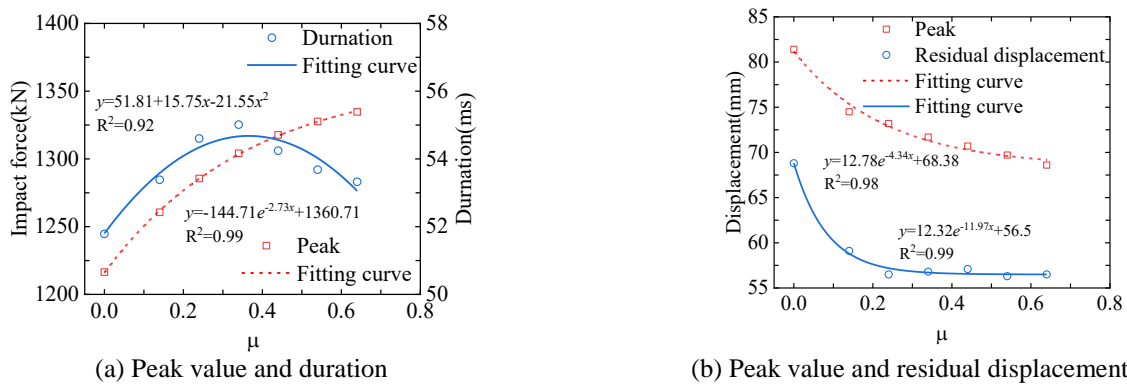 1400
1350
1300
1250
1200
Impact force(kN)
58
56
54
52
50
Durnation(ms)
Durnation
Fitting curve
y=51.81+15.75x-21.55x²
R²=0.92
y=-144.71e^-2.73x+1360.71
R²=0.99
Peak
Fitting curve
0.0 0.2 0.4 0.6 0.8
μ
(a) Peak value and duration
85
80
75
70
65
60
55
Displacement(mm)
Peak
Residual displacement
Fitting curve
Fitting curve
y=12.78e^-4.34x+68.38
R²=0.98
y=12.32e^-11.97x+56.5
R²=0.99
0.0 0.2 0.4 0.6 0.8
μ
(b) Peak value and residual displacement